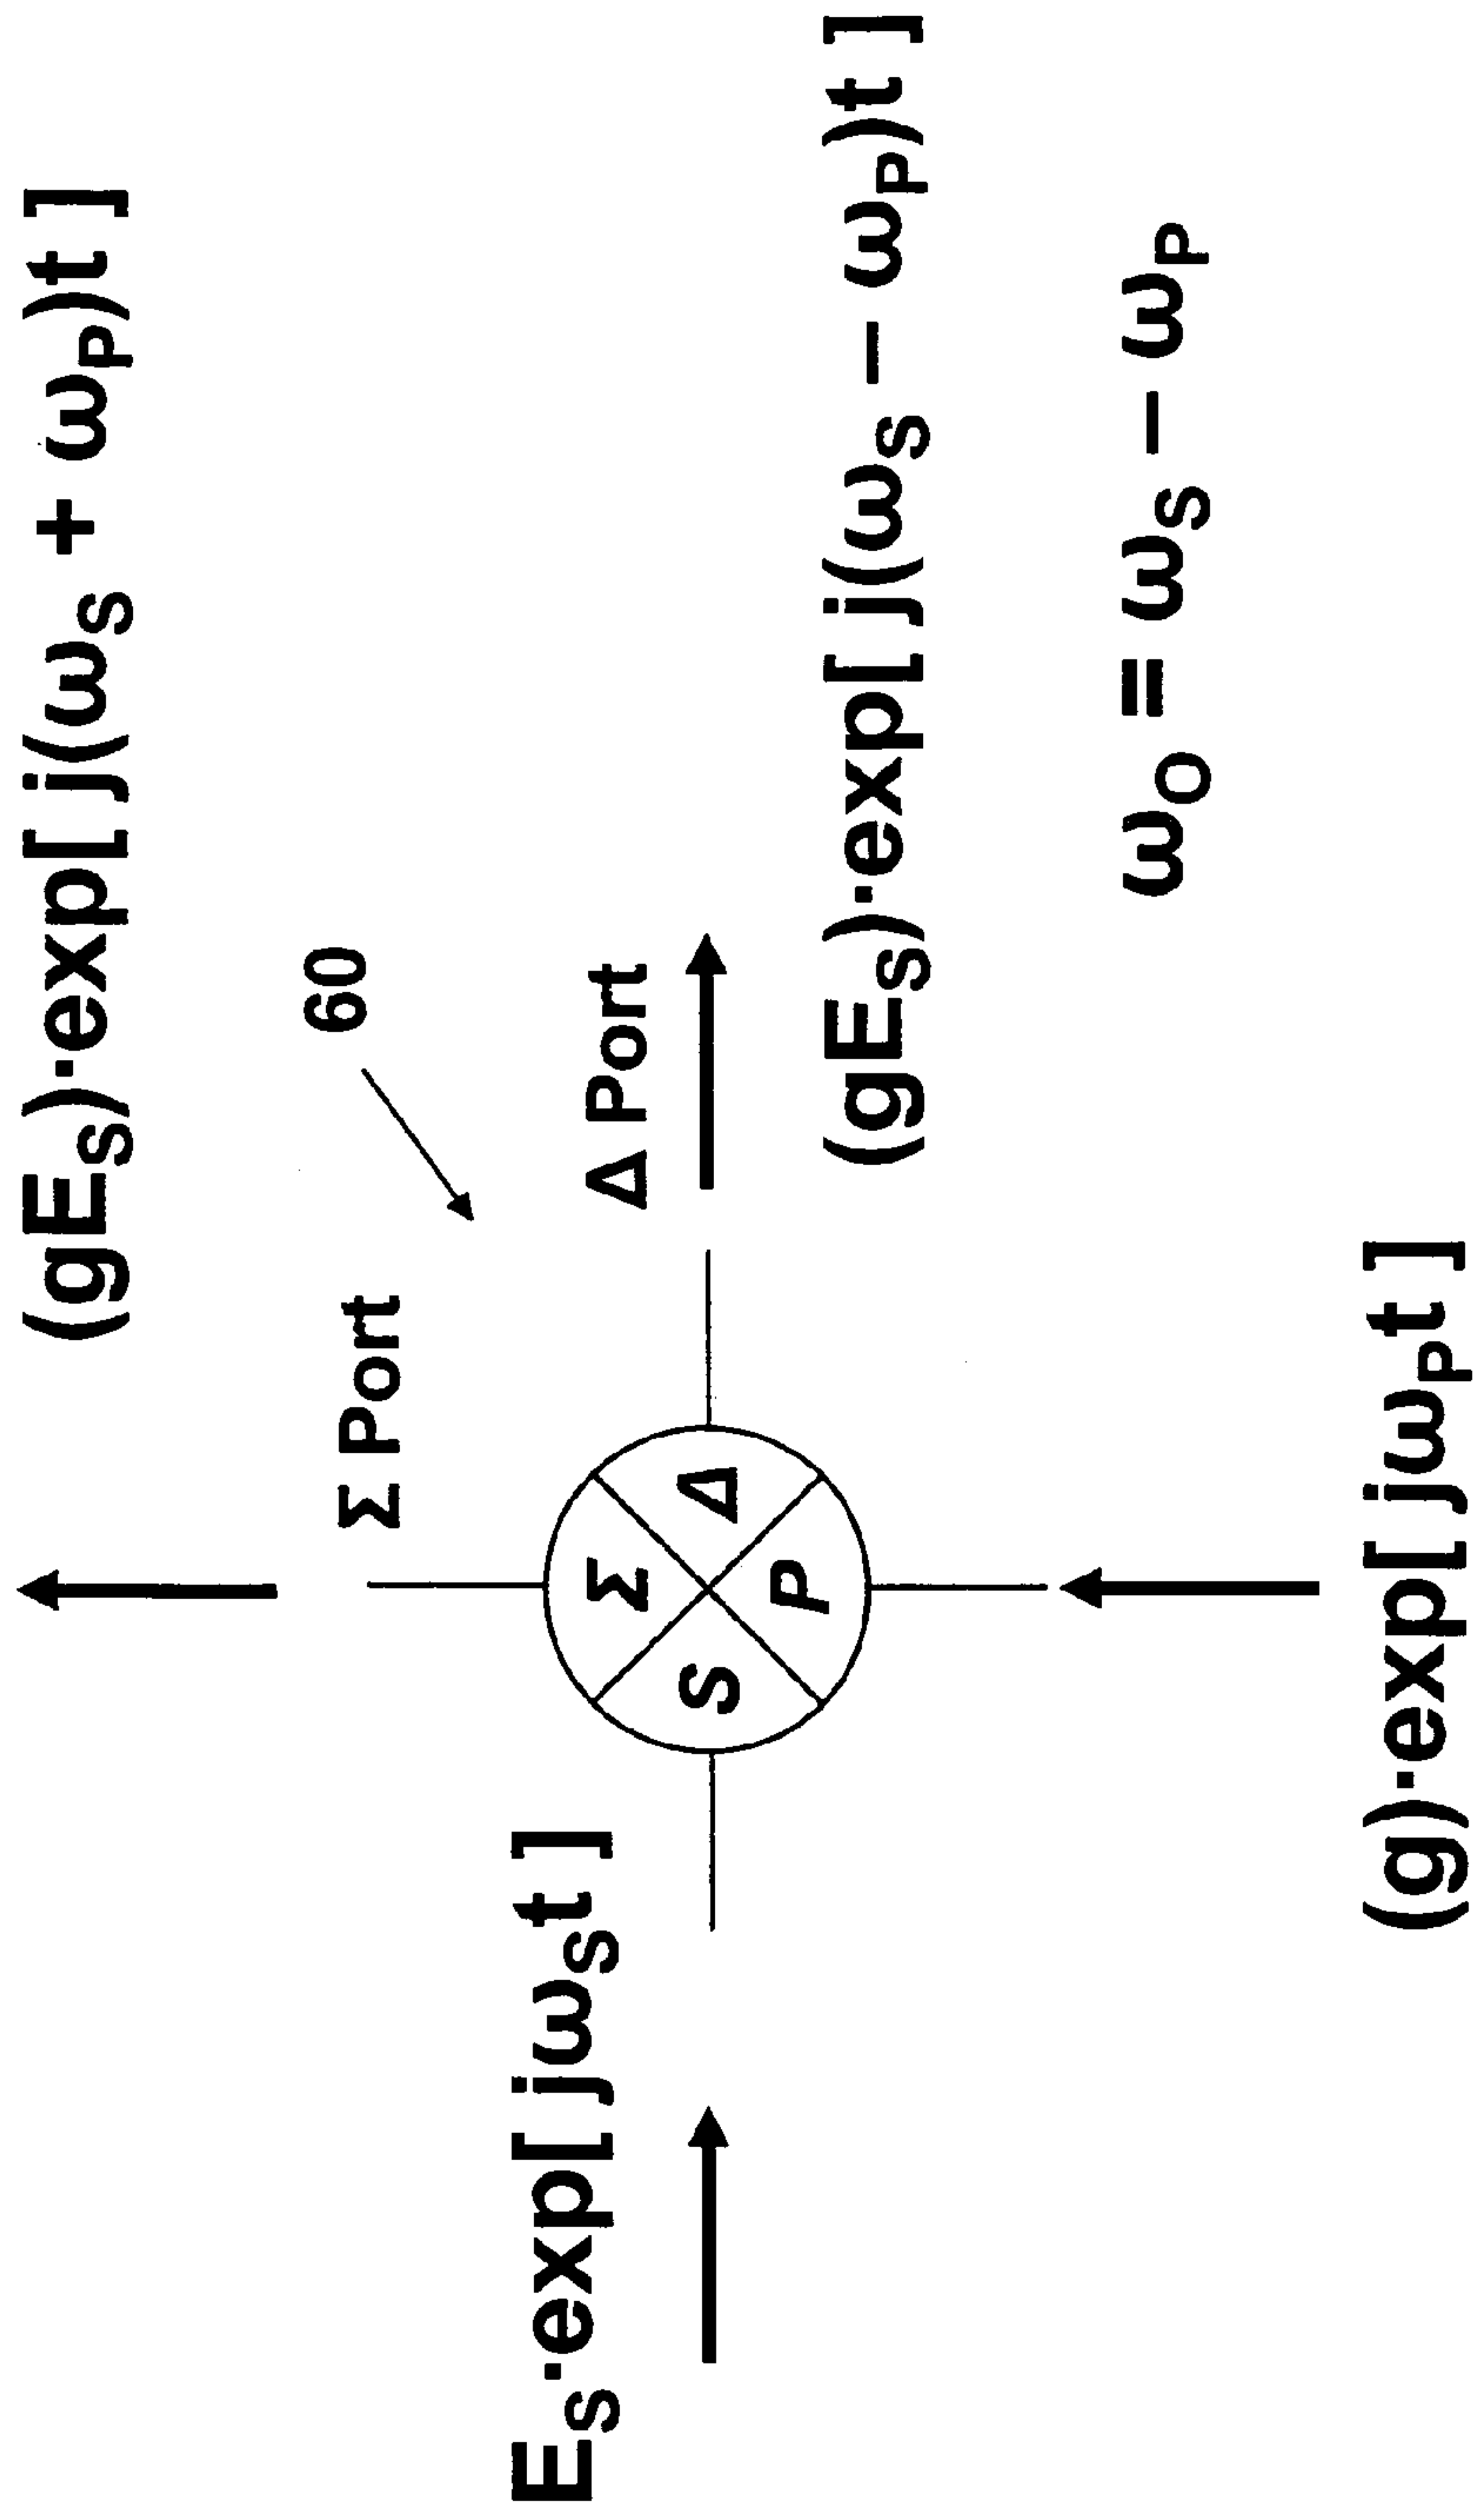 (gE_S)·exp[ j(ω_S + ω_P)t ]
60
Σ Port
Δ Port
E_S·exp[ jω_St ]
Σ
S
Δ
P
(gE_S)·exp[ j(ω_S − ω_P)t ]
ω_O = ω_S − ω_P
(g)·exp[ jω_Pt ]